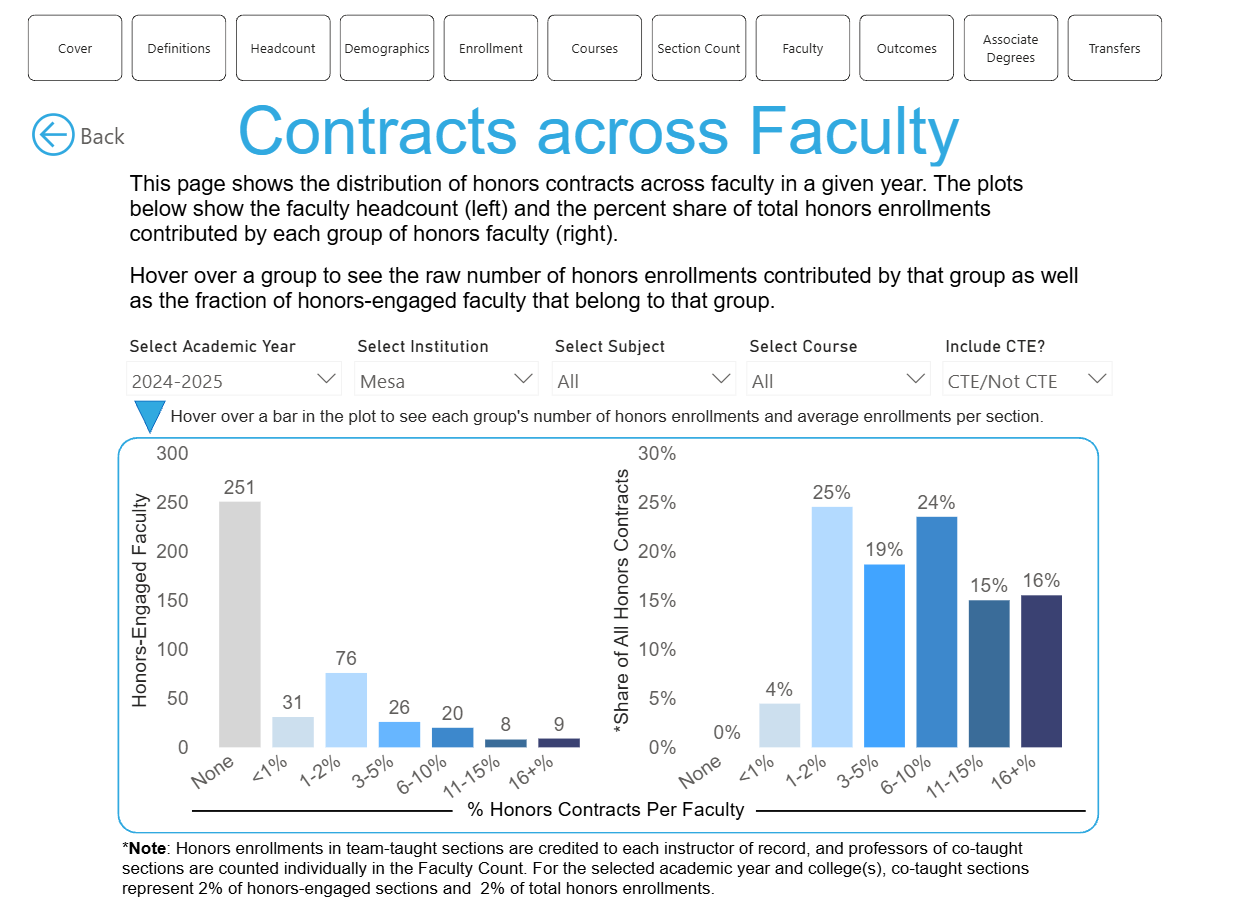 Cover
Definitions
Headcount
Demographics
Enrollment
Courses
Section Count
Faculty
Outcomes
Associate
Degrees
Transfers
Back
Contracts across Faculty
This page shows the distribution of honors contracts across faculty in a given year. The plots
below show the faculty headcount (left) and the percent share of total honors enrollments
contributed by each group of honors faculty (right).
Hover over a group to see the raw number of honors enrollments contributed by that group as well
as the fraction of honors-engaged faculty that belong to that group.
Select Academic Year
2024-2025
Select Institution
Mesa
Select Subject
All
Select Course
All
Include CTE?
CTE/Not CTE
Hover over a bar in the plot to see each group's number of honors enrollments and average enrollments per section.
Honors-Engaged Faculty
300
250
200
150
100
50
0
251
31
76
26
20
8
9
None
<1%
1-2%
3-5%
6-10%
11-15%
16+%
*Share of All Honors Contracts
30%
25%
20%
15%
10%
5%
0%
0%
4%
25%
19%
24%
15%
16%
None
<1%
1-2%
3-5%
6-10%
11-15%
16+%
% Honors Contracts Per Faculty
*Note: Honors enrollments in team-taught sections are credited to each instructor of record, and professors of co-taught
sections are counted individually in the Faculty Count. For the selected academic year and college(s), co-taught sections
represent 2% of honors-engaged sections and  2% of total honors enrollments.